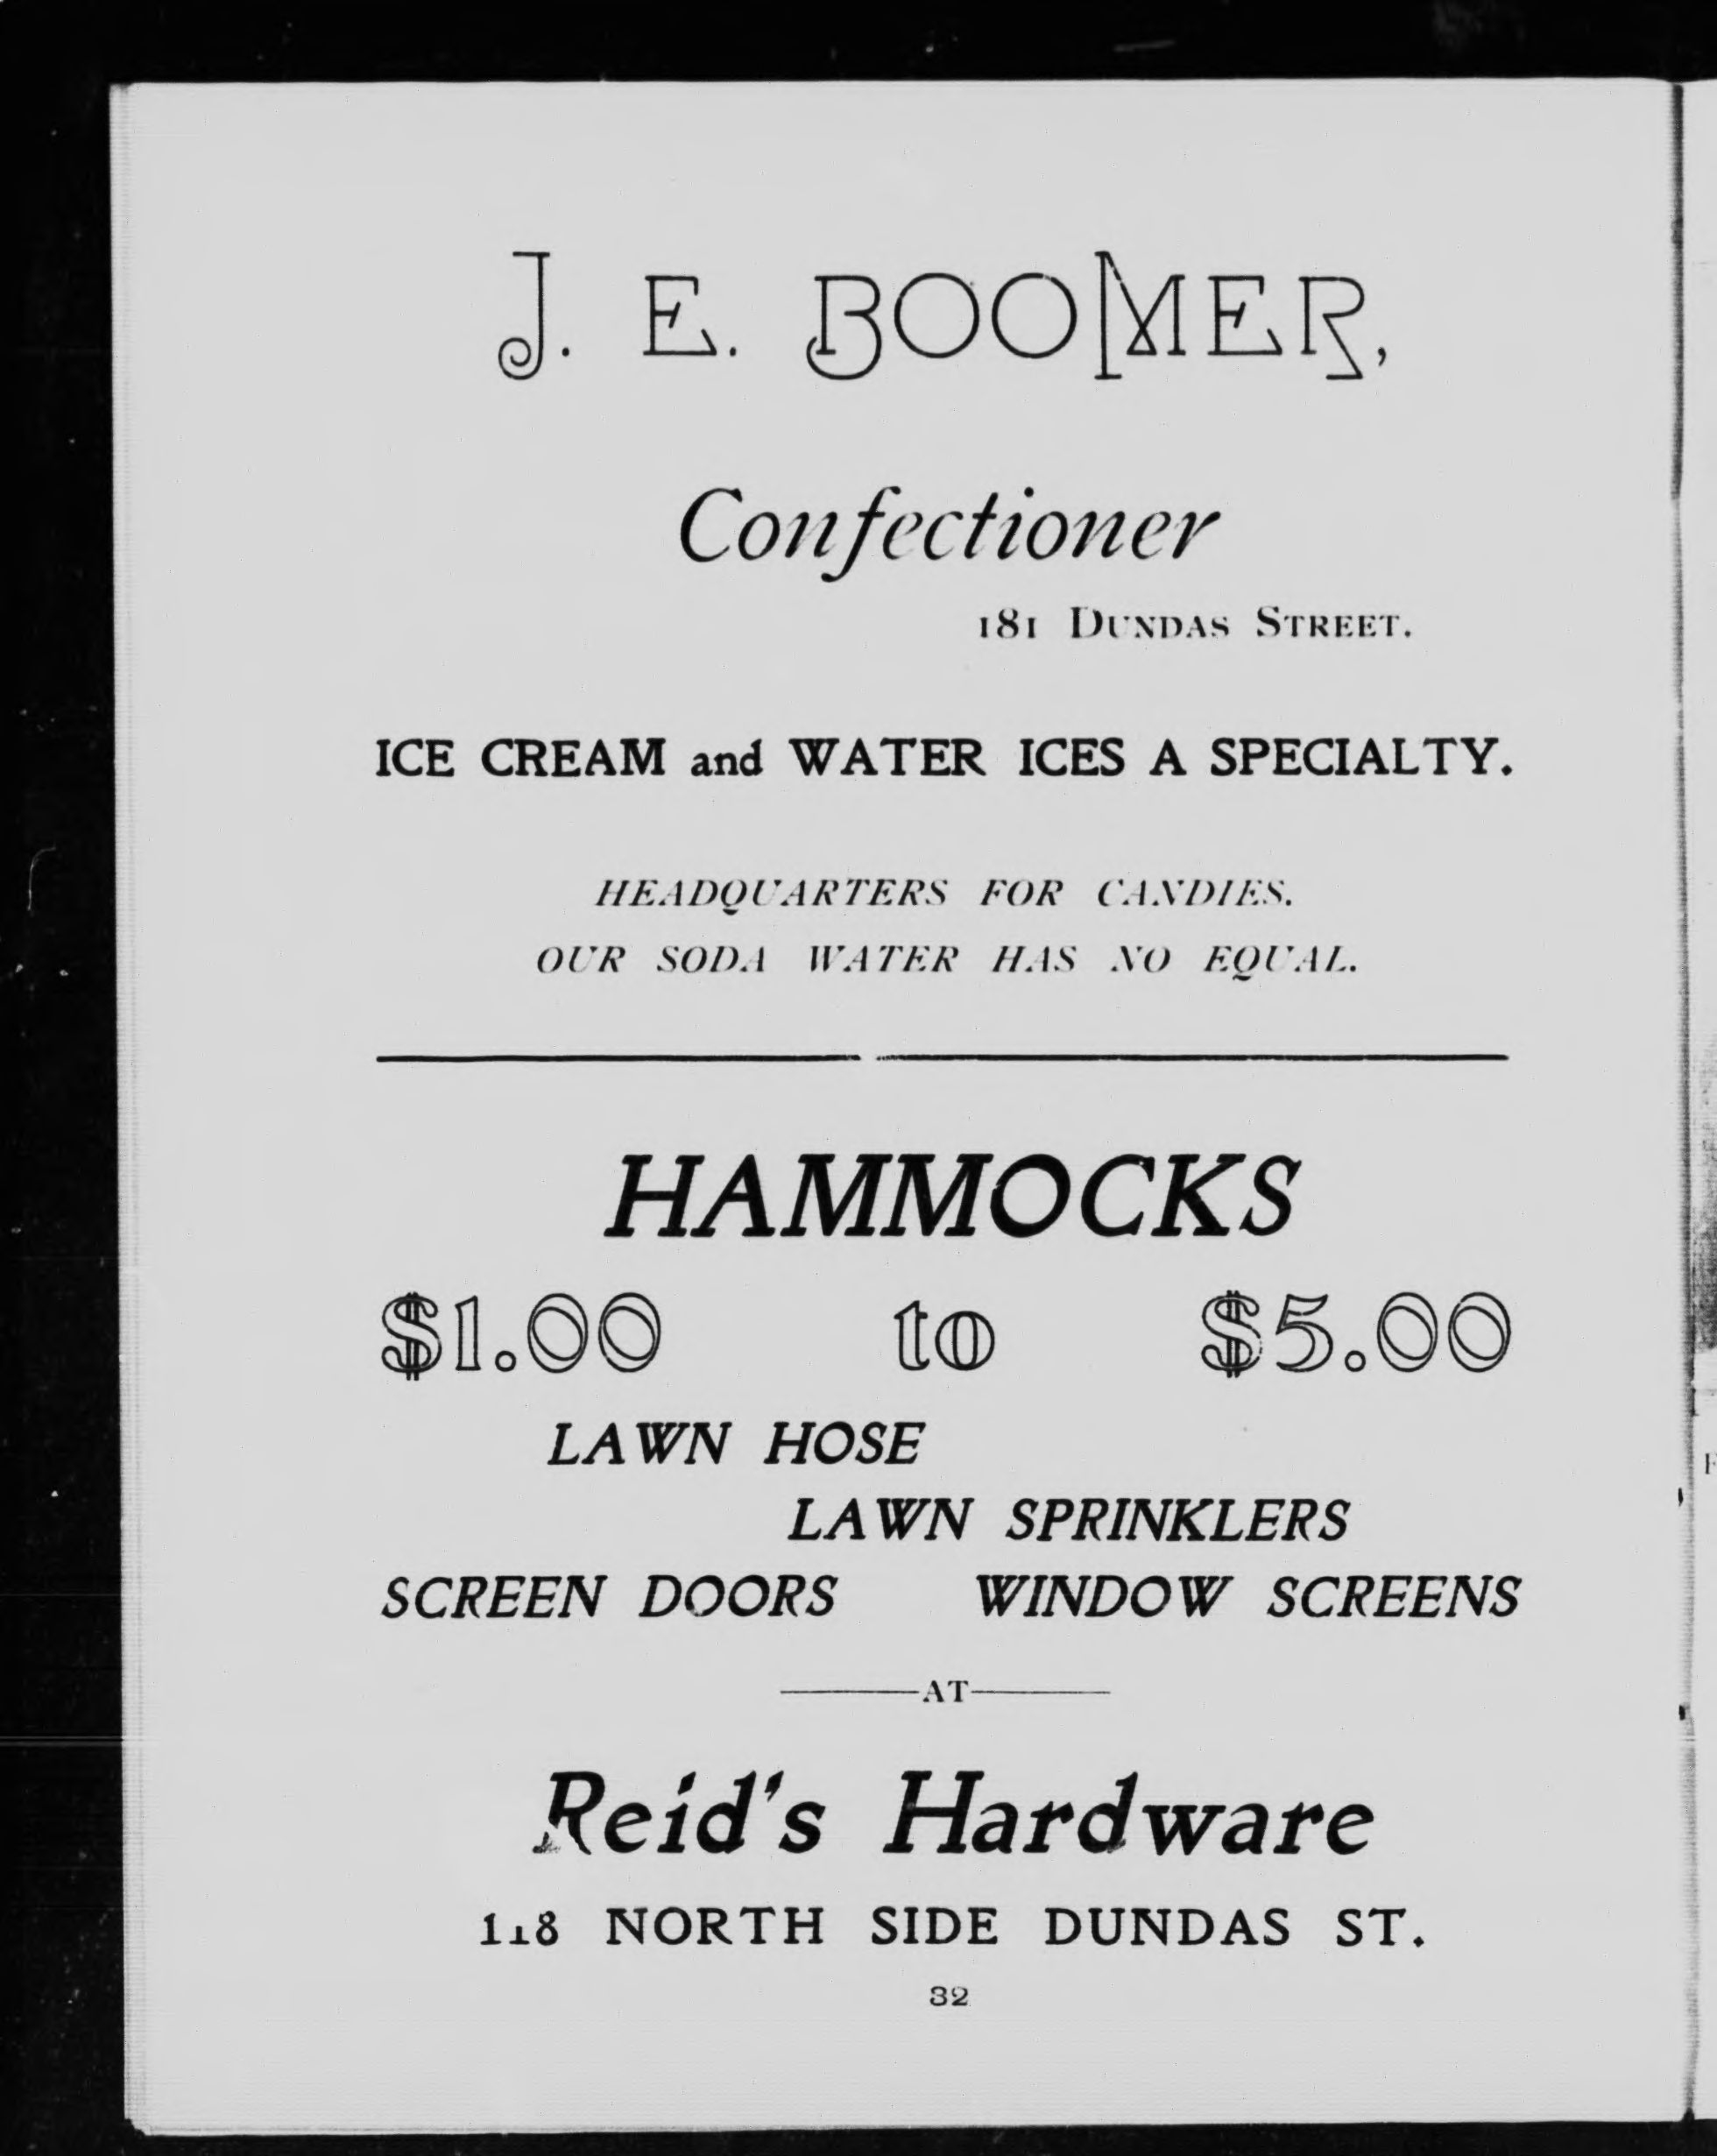 J. E. BOOMER,
Confectioner
181 DUNDAS STREET.
ICE CREAM and WATER ICES A SPECIALTY.
HEADQUARTERS FOR CANDIES.
OUR SODA WATER HAS NO EQUAL.
HAMMOCKS
$1.00 to $5.00
LAWN HOSE
LAWN SPRINKLERS
SCREEN DOORS WINDOW SCREENS
AT
Reid's Hardware
118 NORTH SIDE DUNDAS ST.
32